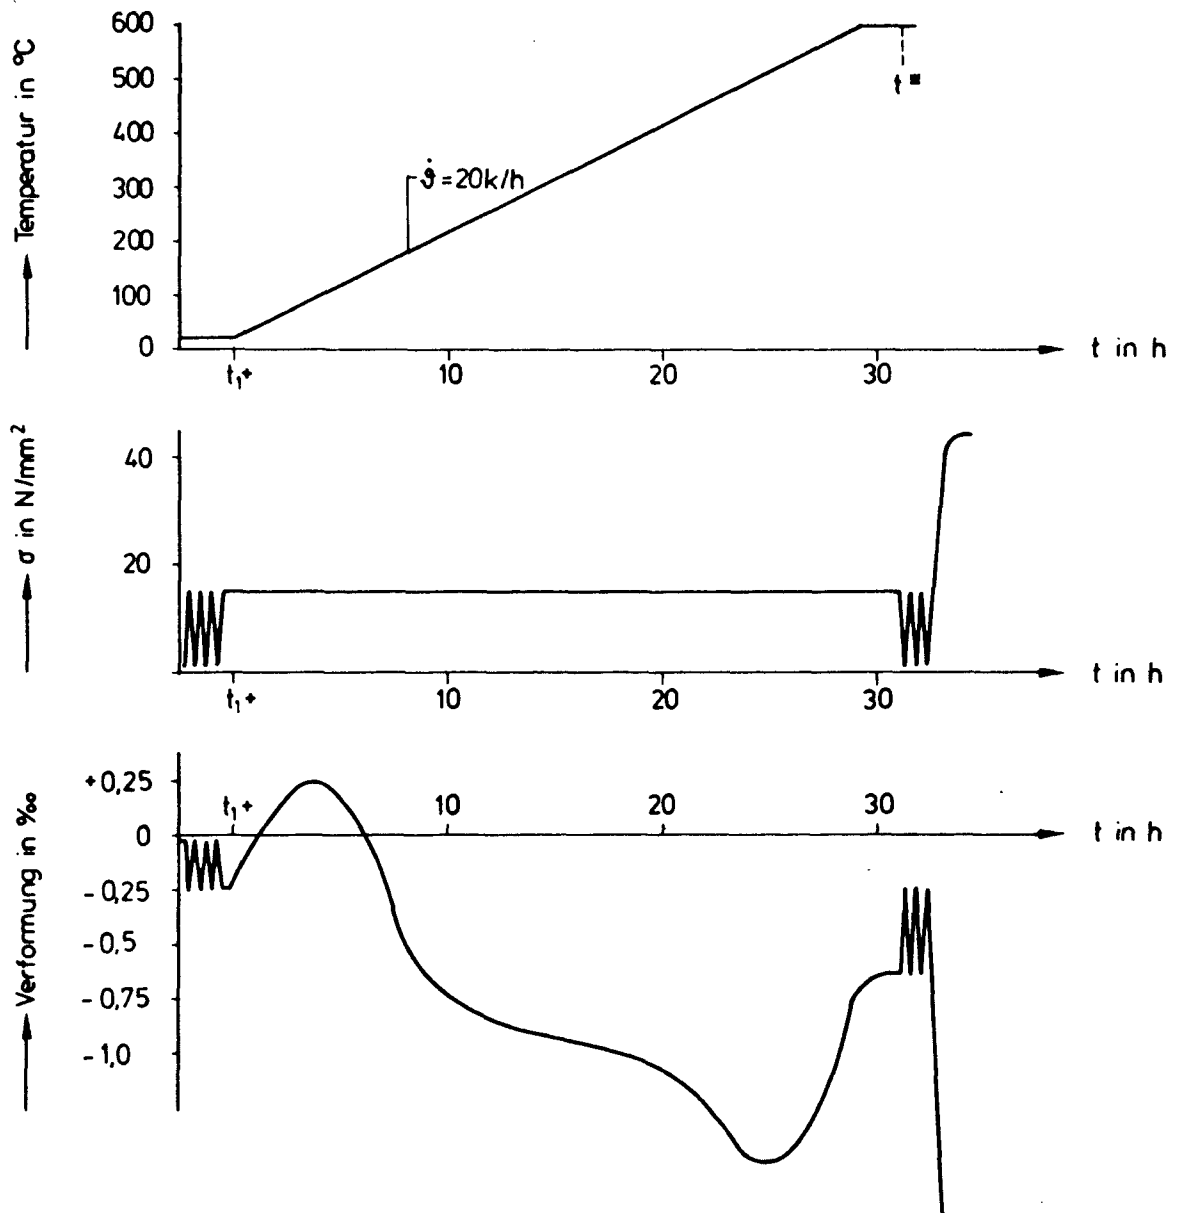 Temperatur in °C
600
500
400
300
200
100
0
ϑ̇ = 20k/h
t*
t₁+
10
20
30
t in h
σ in N/mm²
40
20
t₁+
10
20
30
t in h
Verformung in ‰
+0,25
0
-0,25
-0,5
-0,75
-1,0
t₁+
10
20
30
t in h